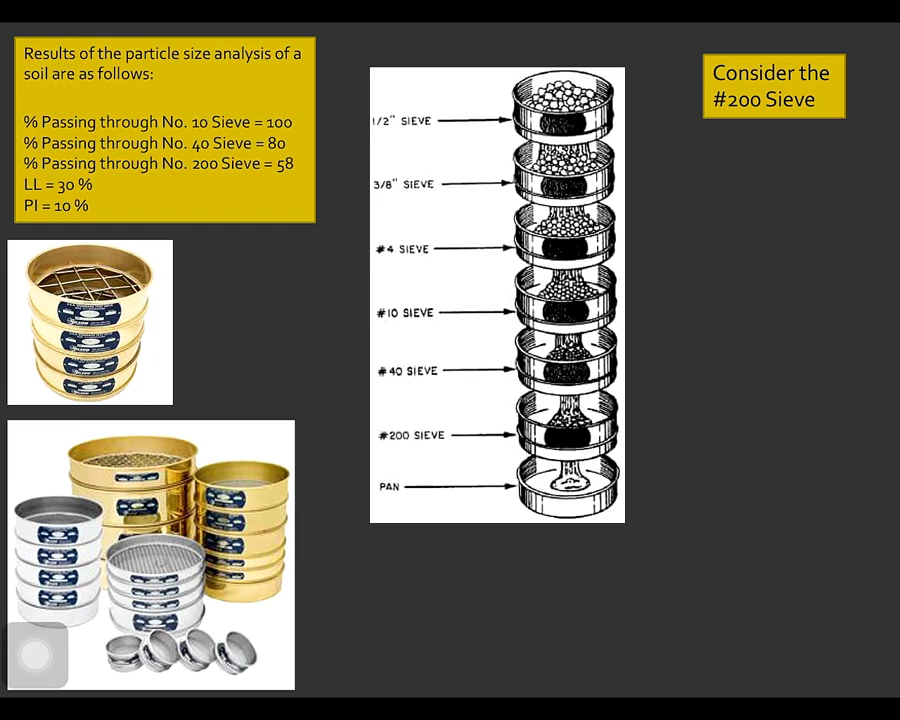 Results of the particle size analysis of a
soil are as follows:
% Passing through No. 10 Sieve = 100
% Passing through No. 40 Sieve = 80
% Passing through No. 200 Sieve = 58
LL = 30 %
PI = 10 %
Consider the
#200 Sieve
1/2" SIEVE
3/8" SIEVE
#4 SIEVE
#10 SIEVE
#40 SIEVE
#200 SIEVE
PAN